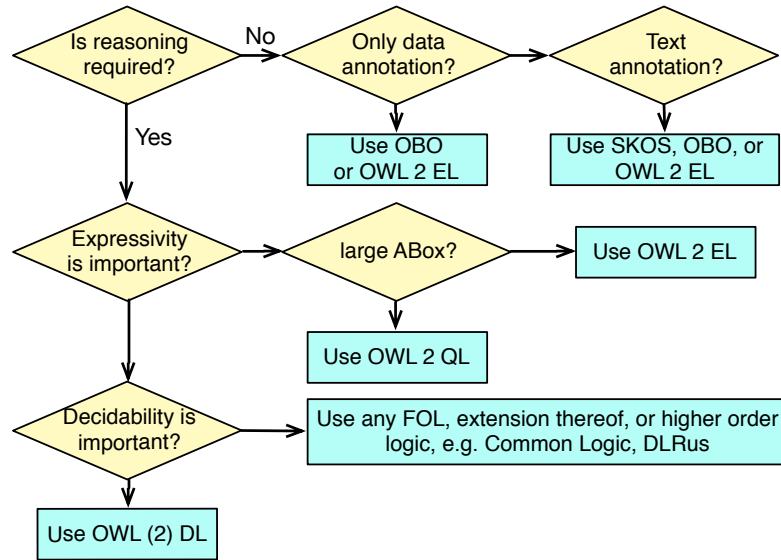 Is reasoning
required?
No
Only data
annotation?
Text
annotation?
Yes
Use OBO
or OWL 2 EL
Use SKOS, OBO, or
OWL 2 EL
Expressivity
is important?
large ABox?
Use OWL 2 EL
Use OWL 2 QL
Decidability is
important?
Use any FOL, extension thereof, or higher order
logic, e.g. Common Logic, DLRus
Use OWL (2) DL